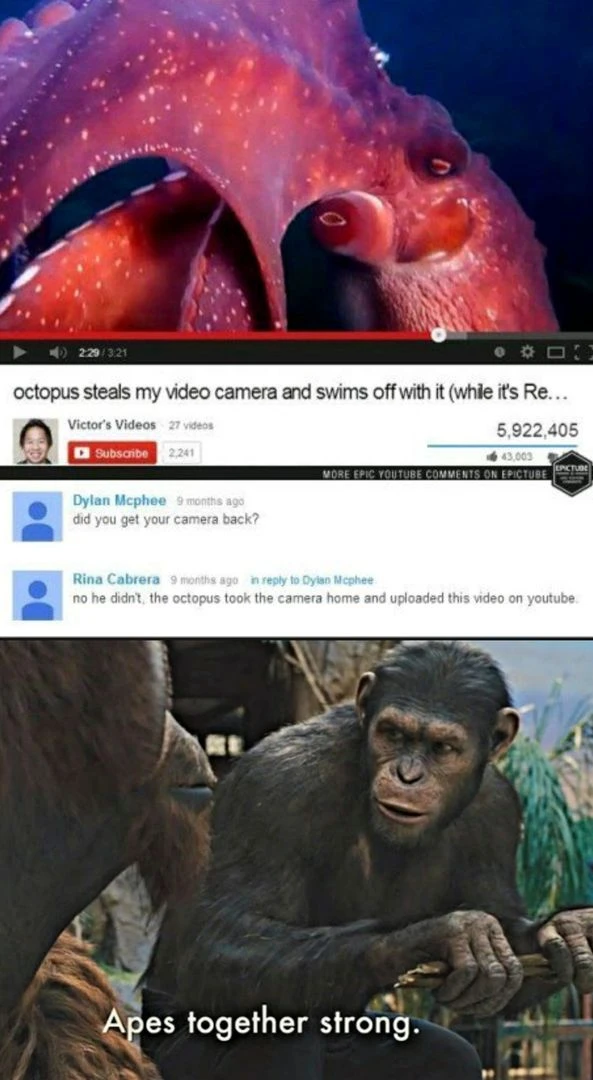 2:29 / 3:21
octopus steals my video camera and swims off with it (while it's Re...
Victor's Videos · 27 videos
Subscribe 2,241
5,922,405
43,003
MORE EPIC YOUTUBE COMMENTS ON EPICTUBE
EPICTUBE
Dylan Mcphee 9 months ago
did you get your camera back?
Rina Cabrera 9 months ago in reply to Dylan Mcphee
no he didn't, the octopus took the camera home and uploaded this video on youtube.
Apes together strong.